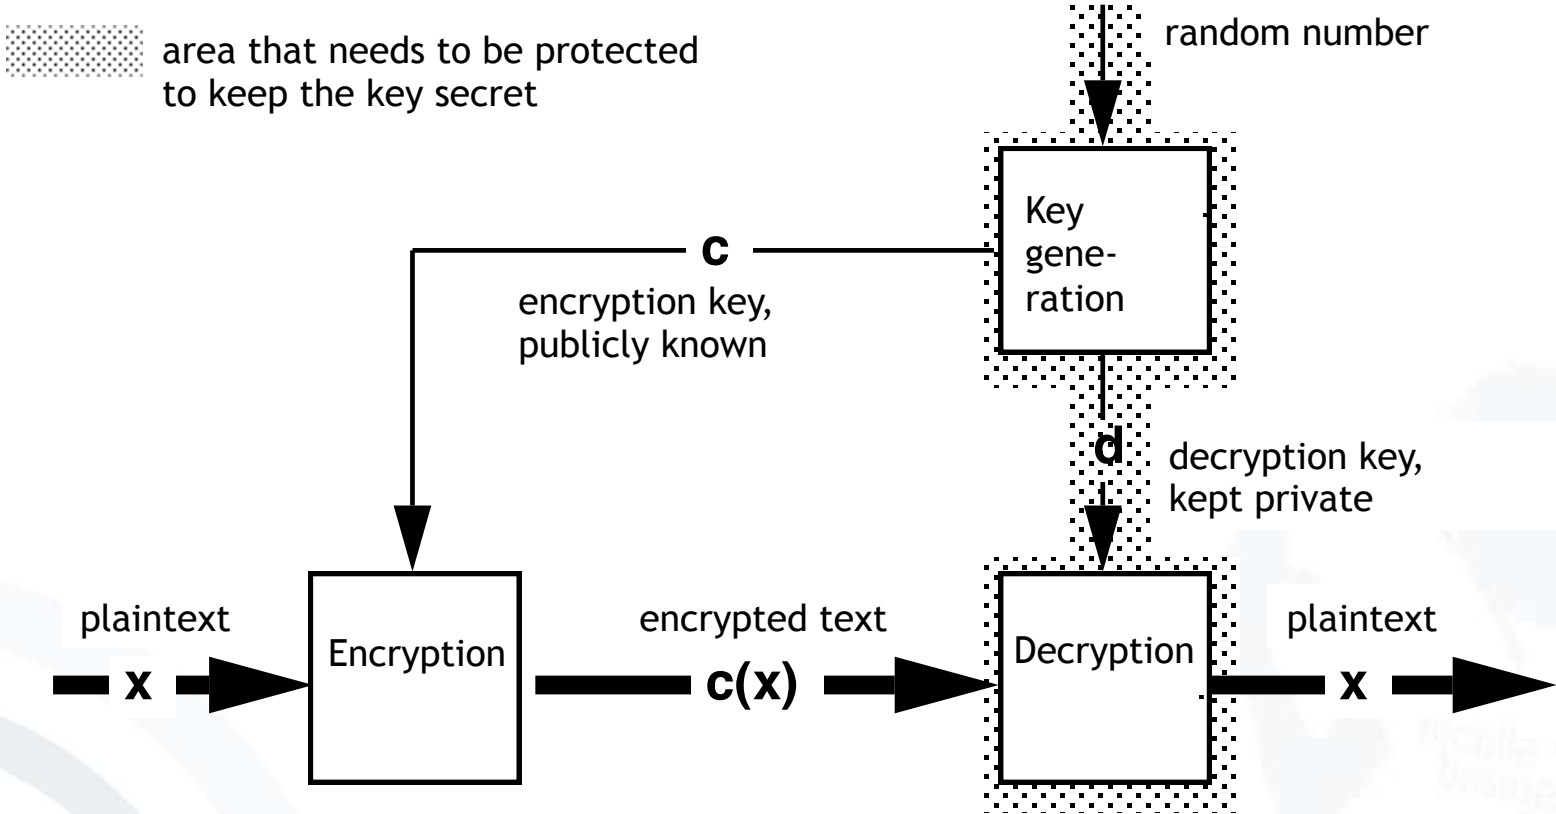 area that needs to be protected
to keep the key secret
random number
Key
gene-
ration
c
encryption key,
publicly known
d
decryption key,
kept private
plaintext
x
Encryption
encrypted text
c(x)
Decryption
plaintext
x